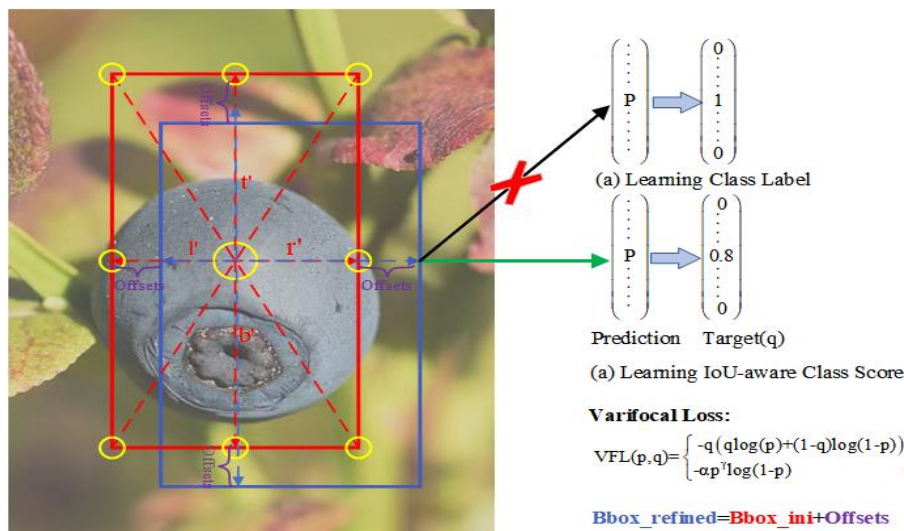 Offsets
t'
l'
r'
Offsets
Offsets
b'
Offsets
0
P
1
0
(a) Learning Class Label
0
P
0.8
0
Prediction Target(q)
(a) Learning IoU-aware Class Score
Varifocal Loss:
VFL(p,q)={-q(qlog(p)+(1-q)log(1-p))
-αp^γlog(1-p)
Bbox_refined=Bbox_ini+Offsets